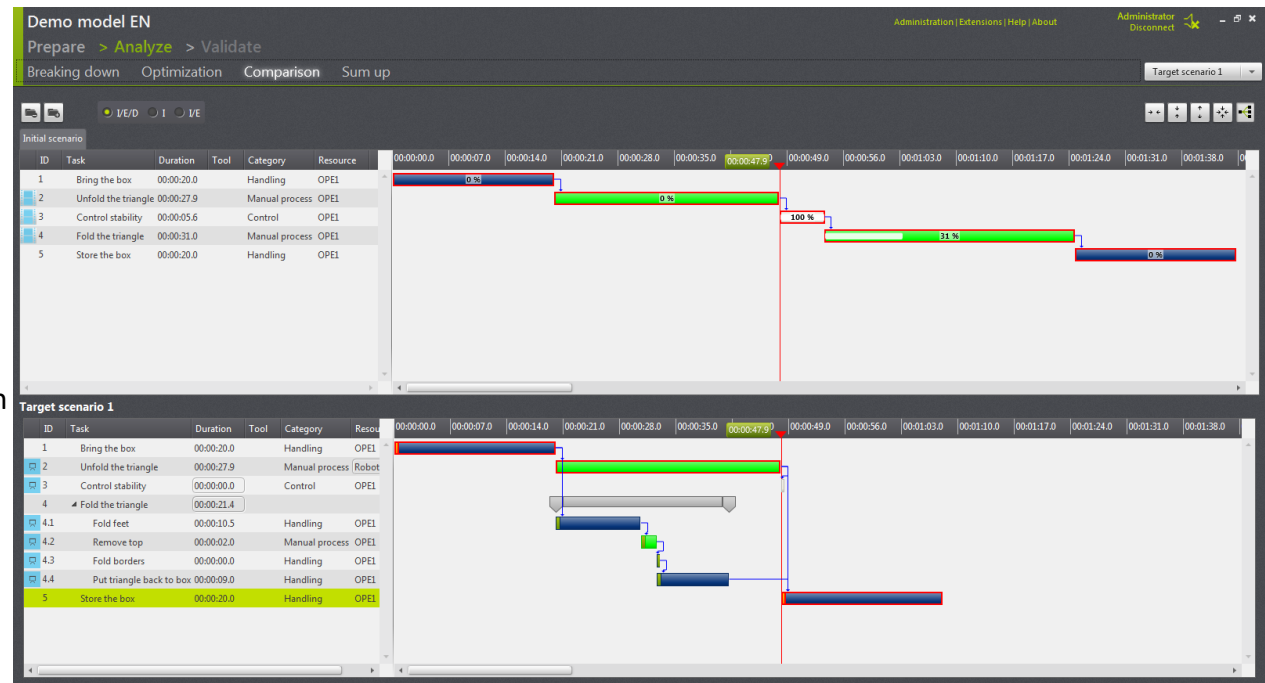 Demo model EN
Administration | Extensions | Help | About
Administrator
Disconnect
Prepare > Analyze > Validate
Breaking down Optimization Comparison Sum up
Target scenario 1
I/E/D I I/E
Initial scenario
ID Task Duration Tool Category Resource 00:00:00.0 00:00:07.0 00:00:14.0 00:00:21.0 00:00:28.0 00:00:35.0 00:00:47.9 00:00:49.0 00:00:56.0 00:01:03.0 00:01:10.0 00:01:17.0 00:01:24.0 00:01:31.0 00:01:38.0
1 Bring the box 00:00:20.0 Handling OPE1 0 %
2 Unfold the triangle 00:00:27.9 Manual process OPE1 0 %
3 Control stability 00:00:05.6 Control OPE1 100 %
4 Fold the triangle 00:00:31.0 Manual process OPE1 31 %
5 Store the box 00:00:20.0 Handling OPE1 0 %
n
Target scenario 1
ID Task Duration Tool Category Resou 00:00:00.0 00:00:07.0 00:00:14.0 00:00:21.0 00:00:28.0 00:00:35.0 00:00:47.9 00:00:49.0 00:00:56.0 00:01:03.0 00:01:10.0 00:01:17.0 00:01:24.0 00:01:31.0 00:01:38.0
1 Bring the box 00:00:20.0 Handling OPE1
2 Unfold the triangle 00:00:27.9 Manual process Robot
3 Control stability 00:00:00.0 Control OPE1
4 Fold the triangle 00:00:21.4
4.1 Fold feet 00:00:10.5 Handling OPE1
4.2 Remove top 00:00:02.0 Manual process OPE1
4.3 Fold borders 00:00:00.0 Handling OPE1
4.4 Put triangle back to box 00:00:09.0 Handling OPE1
5 Store the box 00:00:20.0 Handling OPE1